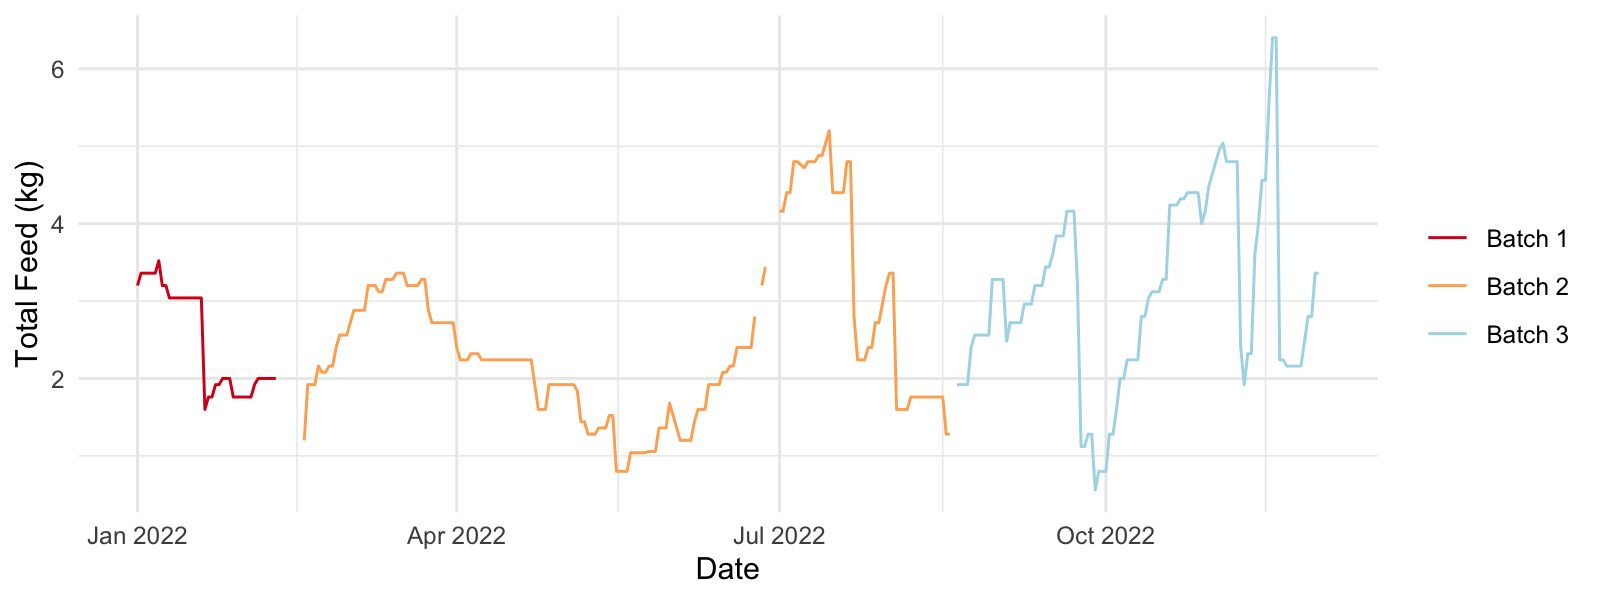 Total Feed (kg)
6
4
2
Jan 2022
Apr 2022
Jul 2022
Oct 2022
Date
Batch 1
Batch 2
Batch 3